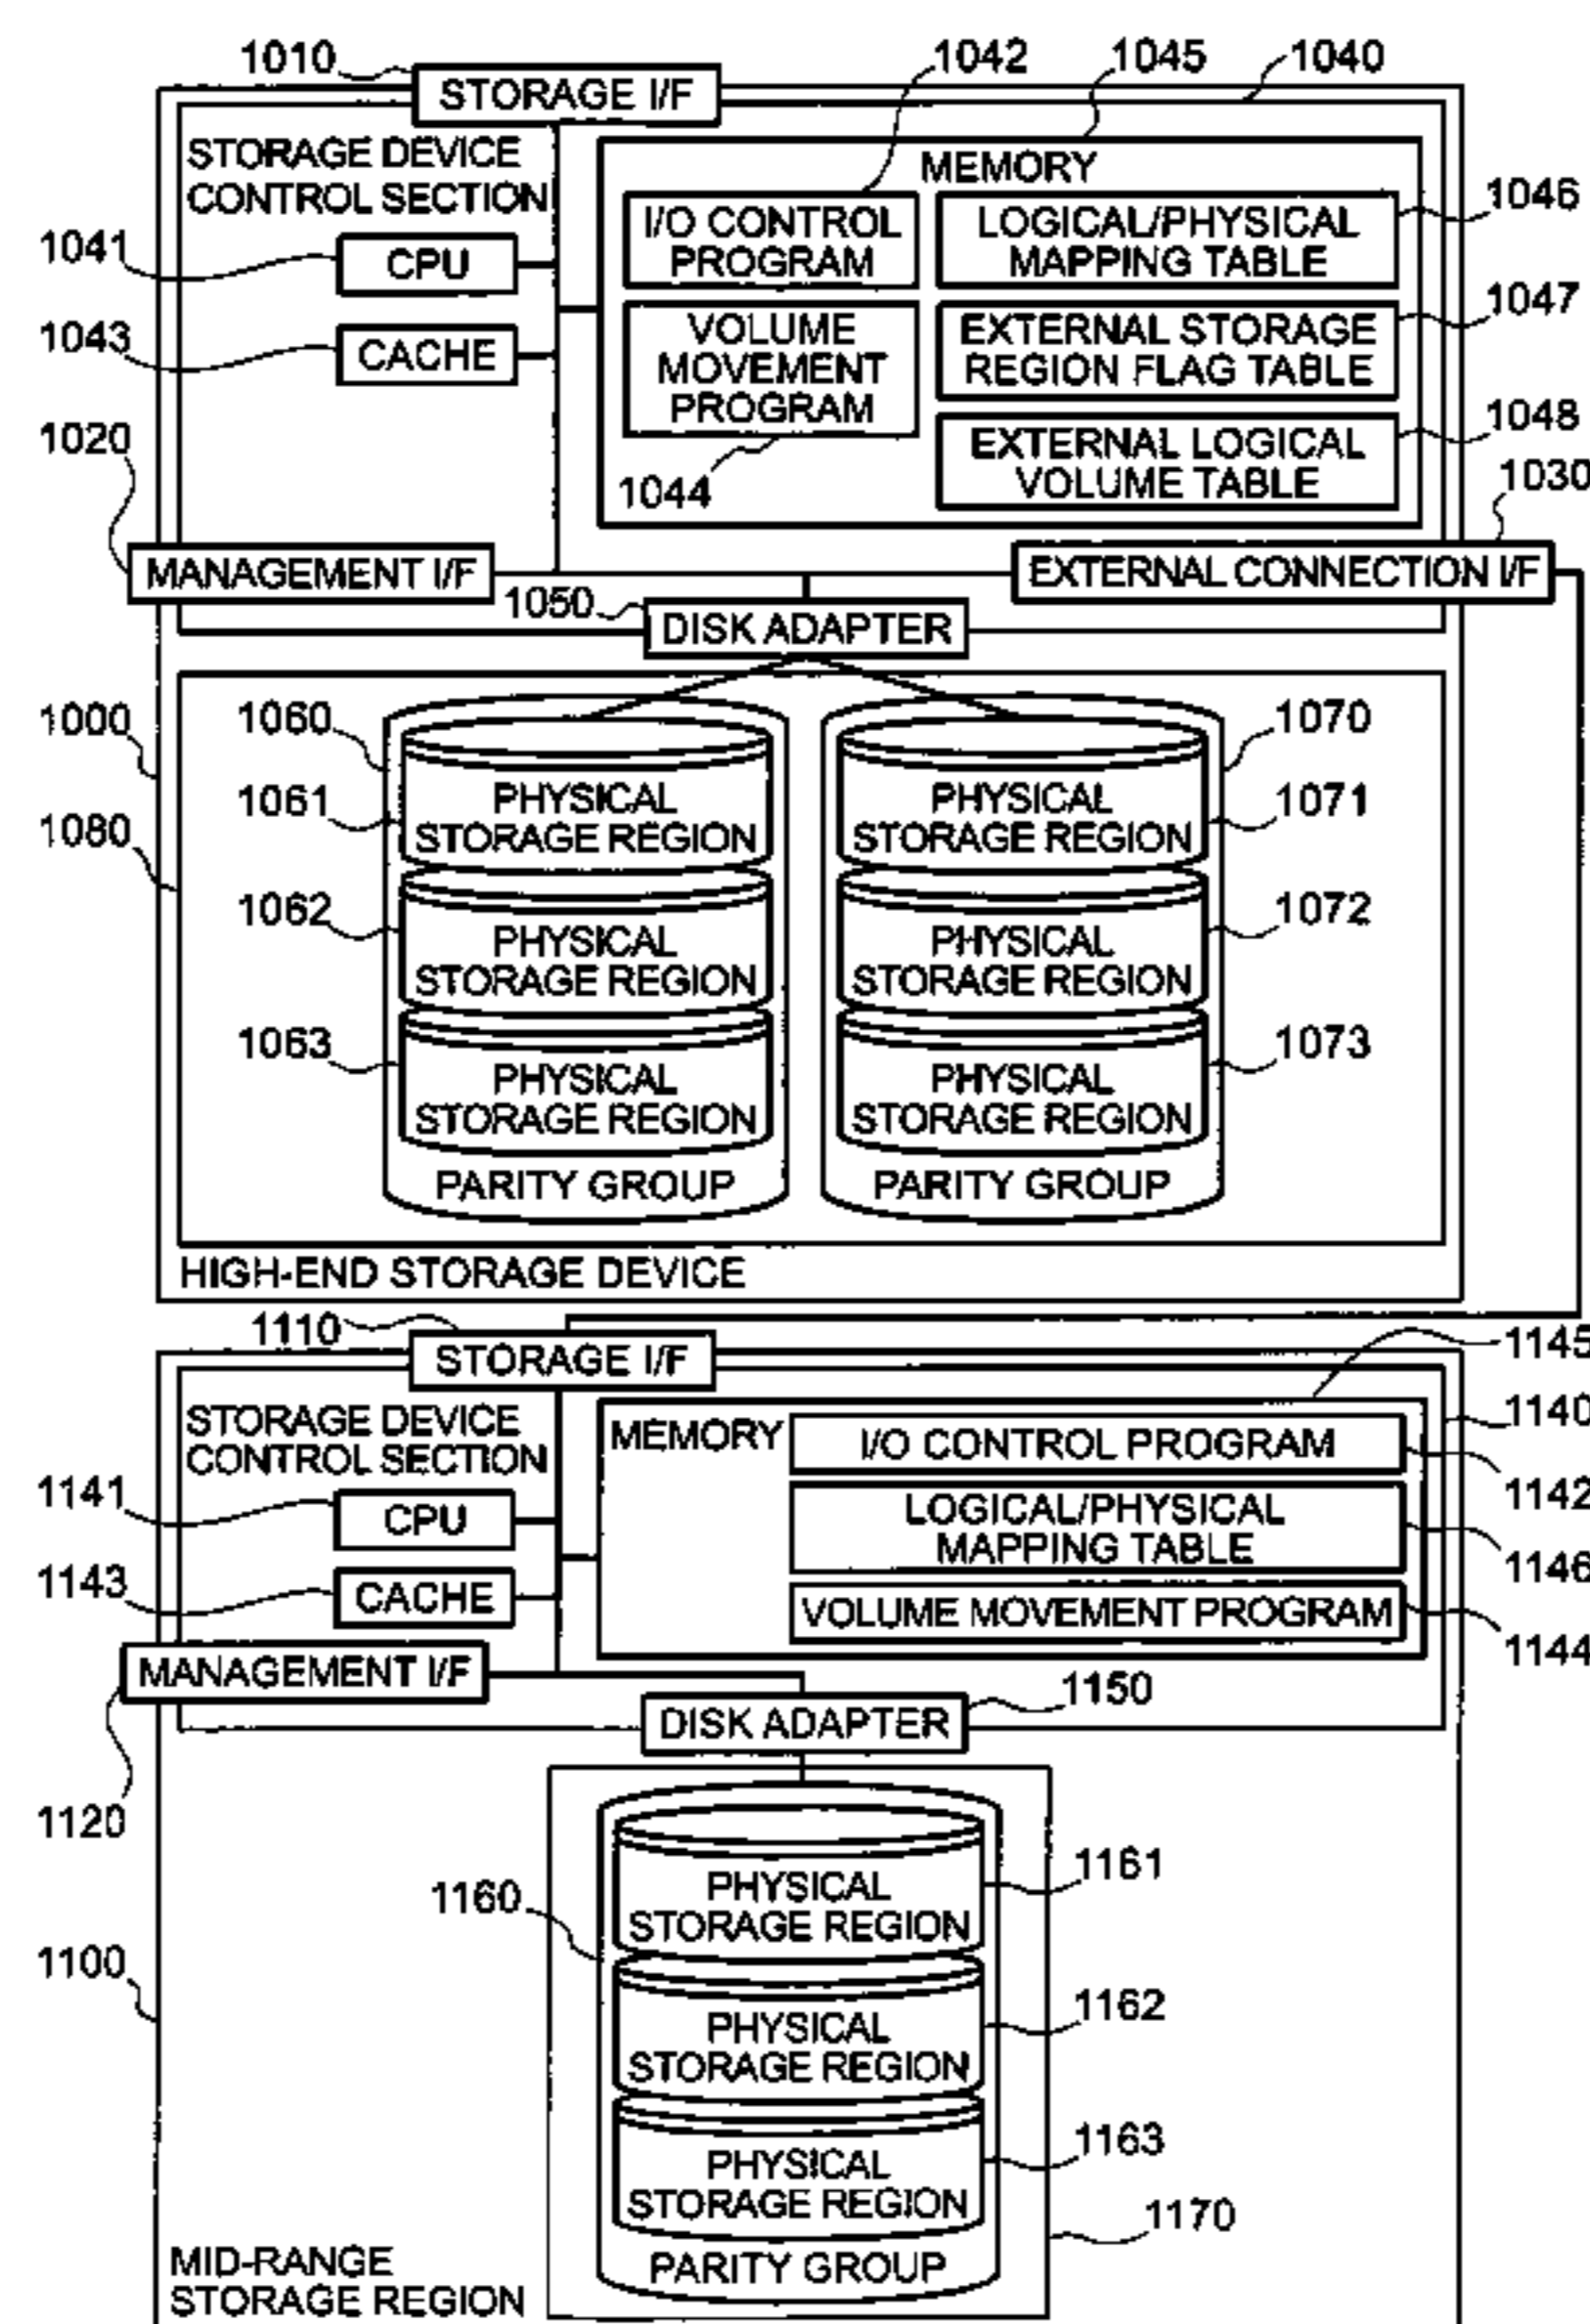 1010
STORAGE I/F
1042
1045
1040
STORAGE DEVICE
CONTROL SECTION
MEMORY
1041
CPU
1043
CACHE
I/O CONTROL
PROGRAM
LOGICAL/PHYSICAL
MAPPING TABLE
1046
VOLUME
MOVEMENT
PROGRAM
EXTERNAL STORAGE
REGION FLAG TABLE
1047
1044
EXTERNAL LOGICAL
VOLUME TABLE
1048
1020
1030
MANAGEMENT I/F
EXTERNAL CONNECTION I/F
1050
DISK ADAPTER
1000
1080
1060
1070
1061
PHYSICAL
STORAGE REGION
PHYSICAL
STORAGE REGION
1071
1062
PHYSICAL
STORAGE REGION
PHYSICAL
STORAGE REGION
1072
1063
PHYSICAL
STORAGE REGION
PHYSICAL
STORAGE REGION
1073
PARITY GROUP
PARITY GROUP
HIGH-END STORAGE DEVICE
1110
STORAGE I/F
1145
1140
STORAGE DEVICE
CONTROL SECTION
MEMORY
I/O CONTROL PROGRAM
1142
1141
CPU
LOGICAL/PHYSICAL
MAPPING TABLE
1146
1143
CACHE
VOLUME MOVEMENT PROGRAM
1144
MANAGEMENT I/F
1120
1150
DISK ADAPTER
1160
PHYSICAL
STORAGE REGION
1161
1100
PHYSICAL
STORAGE REGION
1162
PHYSICAL
STORAGE REGION
1163
1170
PARITY GROUP
MID-RANGE
STORAGE REGION